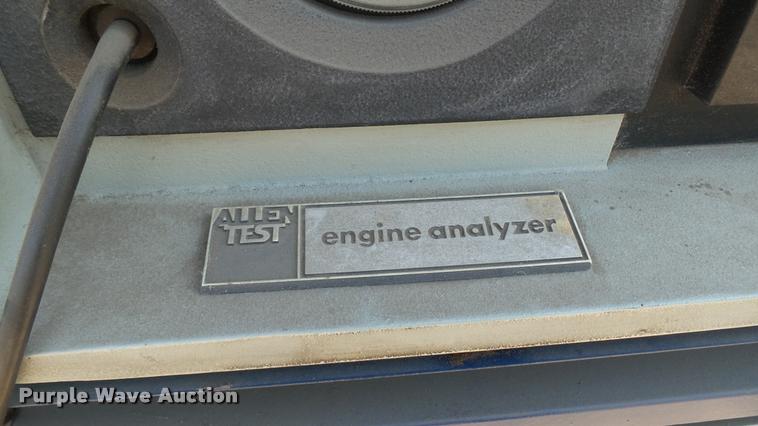 ALLEN
TEST
engine analyzer
Purple Wave Auction